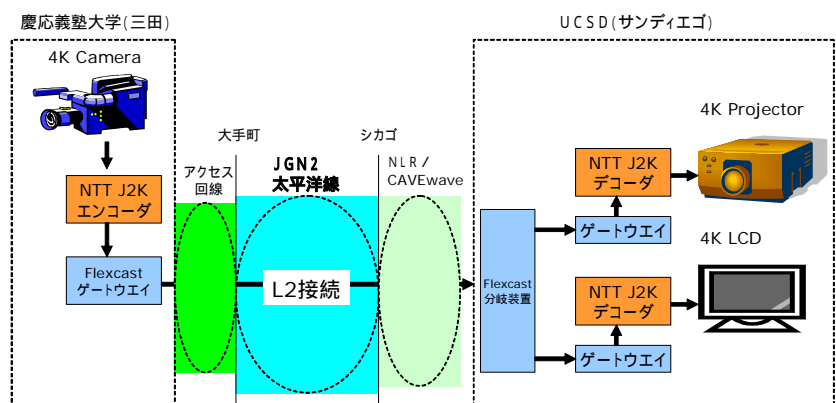 慶応義塾大学(三田)
4K Camera
NTT J2K
エンコーダ
Flexcast
ゲートウエイ
アクセス
回線
大手町
JGN2
太平洋線
L2接続
シカゴ
NLR/
CAVEwave
UCSD(サンディエゴ)
Flexcast
分岐装置
NTT J2K
デコーダ
ゲートウエイ
4K Projector
NTT J2K
デコーダ
ゲートウエイ
4K LCD